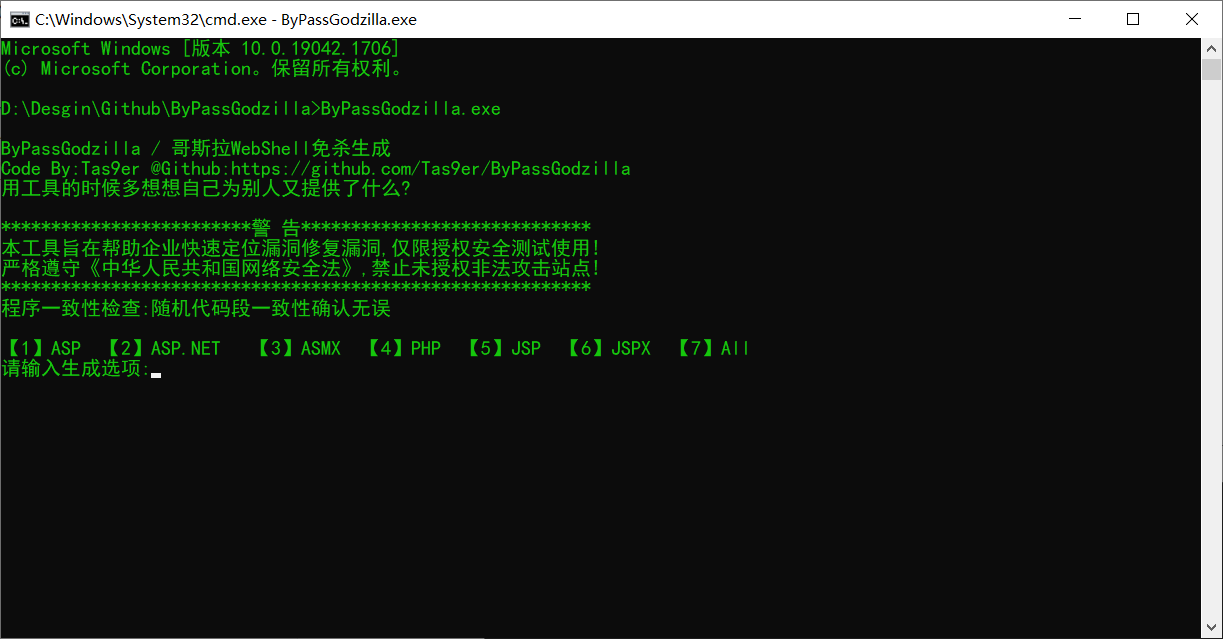 C:\Windows\System32\cmd.exe - ByPassGodzilla.exe
Microsoft Windows [版本 10.0.19042.1706]
(c) Microsoft Corporation。保留所有权利。
D:\Desgin\Github\ByPassGodzilla>ByPassGodzilla.exe
ByPassGodzilla / 哥斯拉WebShell免杀生成
Code By:Tas9er @Github:https://github.com/Tas9er/ByPassGodzilla
用工具的时候多想想自己为别人又提供了什么?
*************************警 告*****************************
本工具旨在帮助企业快速定位漏洞修复漏洞,仅限授权安全测试使用!
严格遵守《中华人民共和国网络安全法》,禁止未授权非法攻击站点!
***********************************************************
程序一致性检查:随机代码段一致性确认无误
【1】ASP 【2】ASP.NET 【3】ASMX 【4】PHP 【5】JSP 【6】JSPX 【7】All
请输入生成选项: